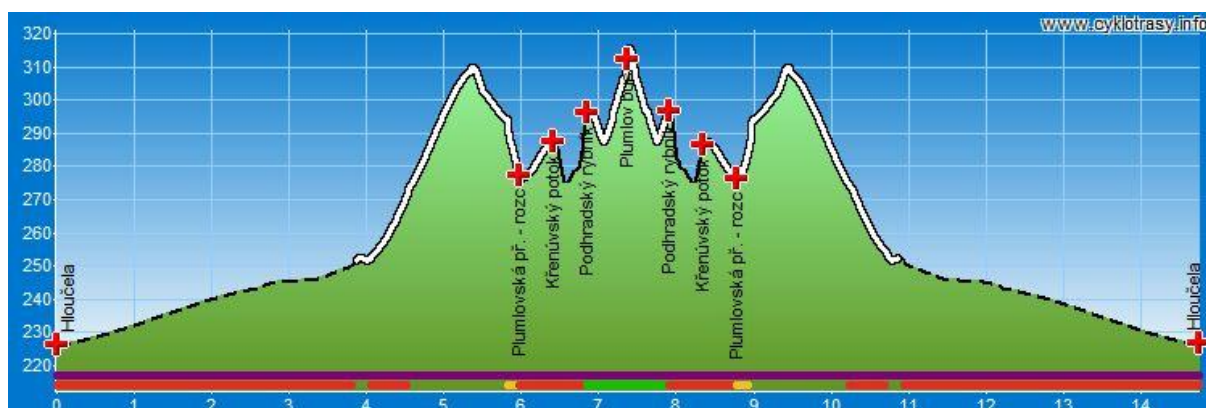 www.cyklotrasy.info
320
310
300
290
280
270
260
250
240
230
220
Hloučela
Plumlovská př. - rozc
Křenúvský potok
Podhradský rybník
Plumlov
Podhradský rybník
Křenúvský potok
Plumlovská př. - rozc
Hloučela
0 1 2 3 4 5 6 7 8 9 10 11 12 13 14